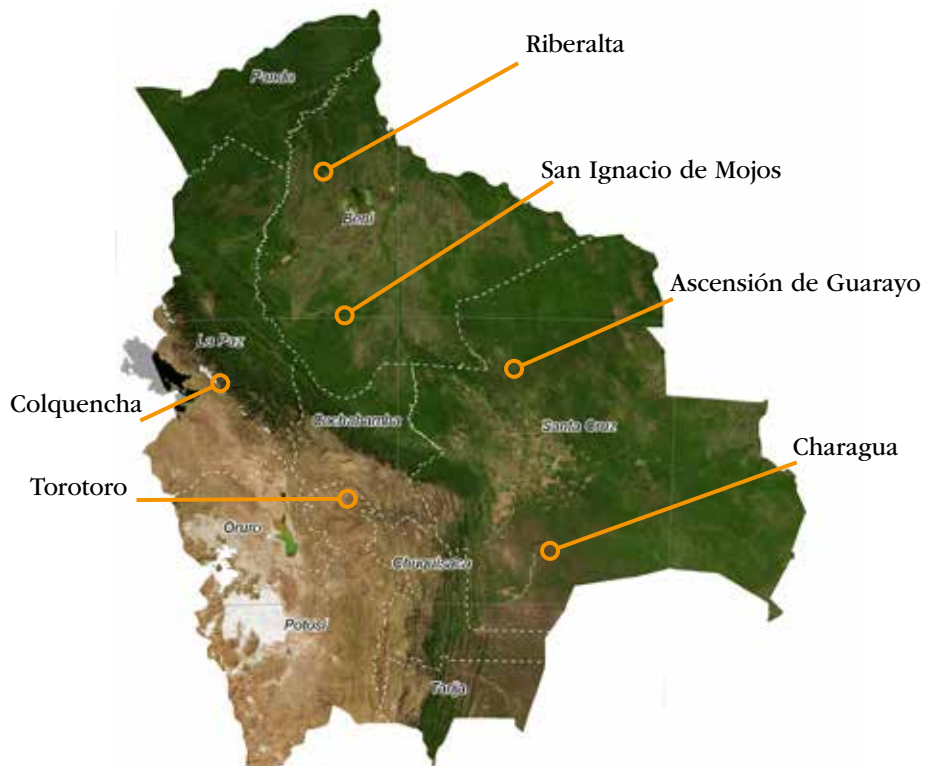 Riberalta
Pando
San Ignacio de Mojos
Beni
Ascensión de Guarayo
La Paz
Colquencha
Cochabamba
Santa Cruz
Charagua
Torotoro
Oruro
Chuquisaca
Potosí
Tarija